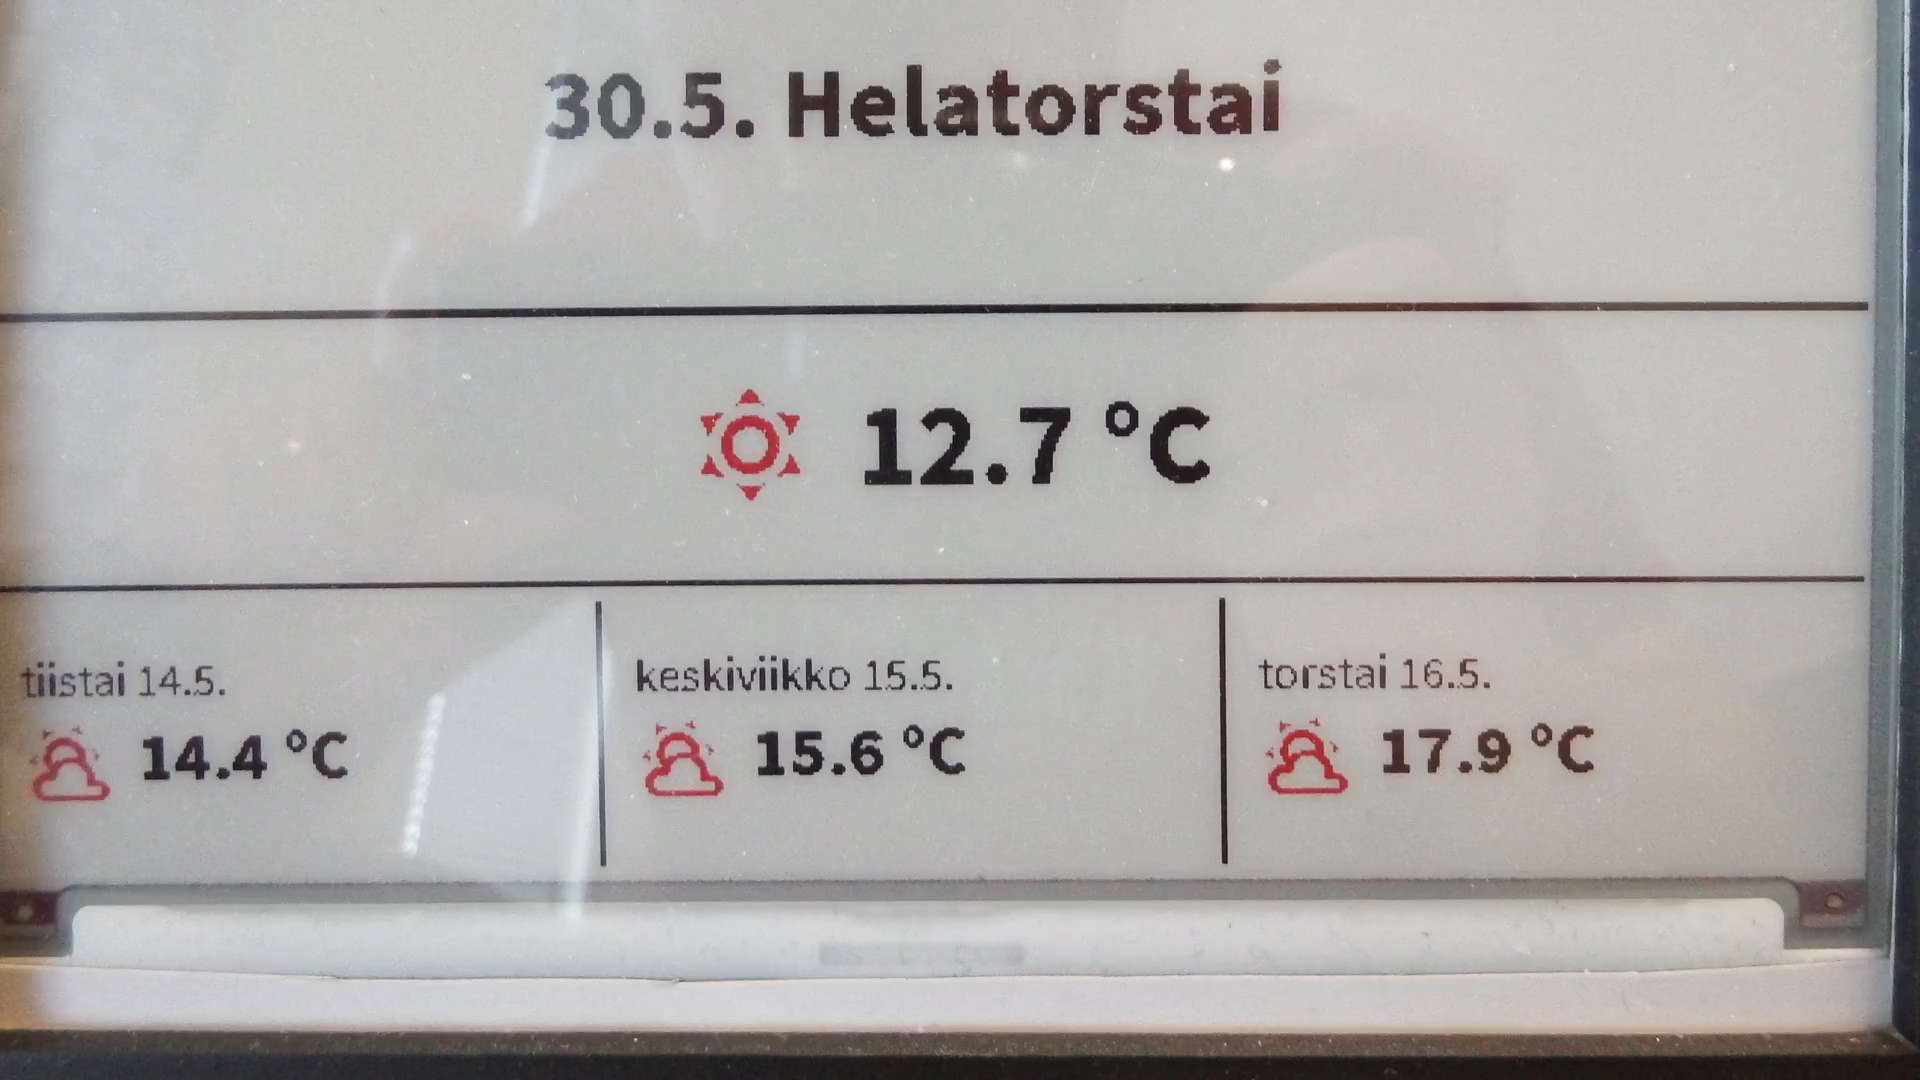 30.5. Helatorstai
12.7 °C
tiistai 14.5.
14.4 °C
keskiviikko 15.5.
15.6 °C
torstai 16.5.
17.9 °C